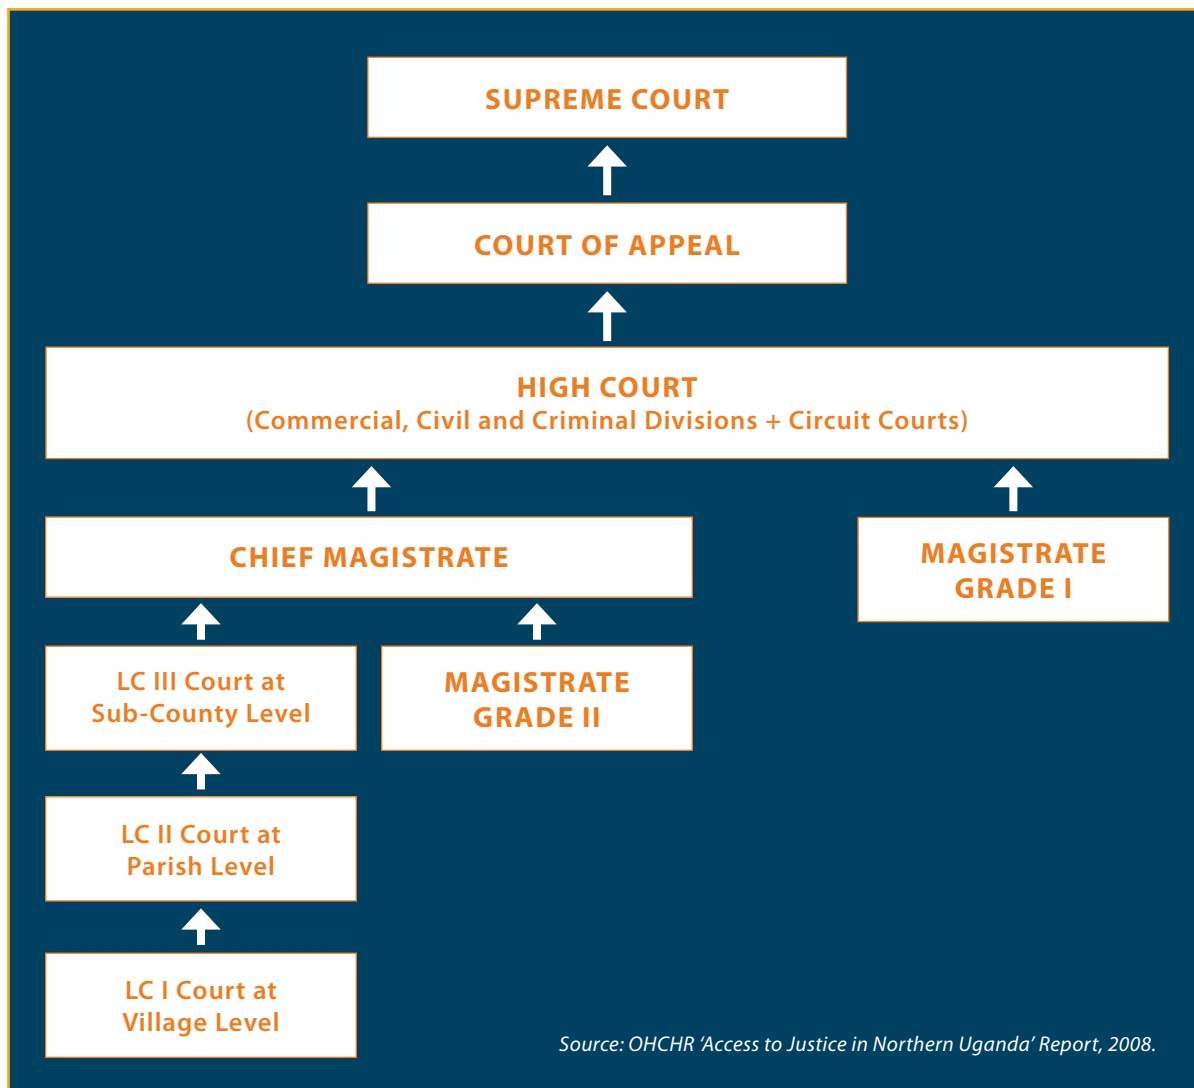 SUPREME COURT
COURT OF APPEAL
HIGH COURT
(Commercial, Civil and Criminal Divisions + Circuit Courts)
CHIEF MAGISTRATE
MAGISTRATE
GRADE I
LC III Court at
Sub-County Level
MAGISTRATE
GRADE II
LC II Court at
Parish Level
LC I Court at
Village Level
Source: OHCHR ‘Access to Justice in Northern Uganda’ Report, 2008.